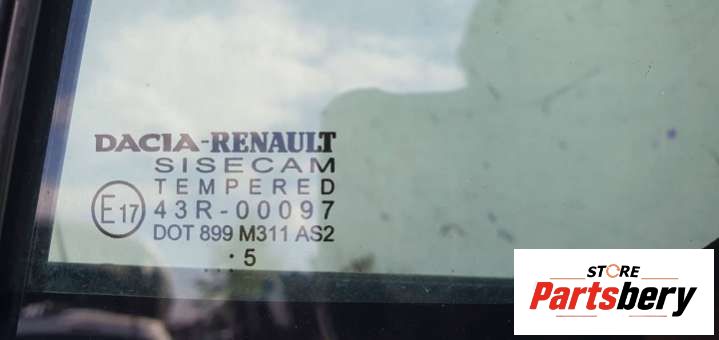 DACIA-RENAULT
SISECAM
TEMPERED
E17 43R-00097
DOT 899 M311 AS2
. 5
...
STORE
Partsbery